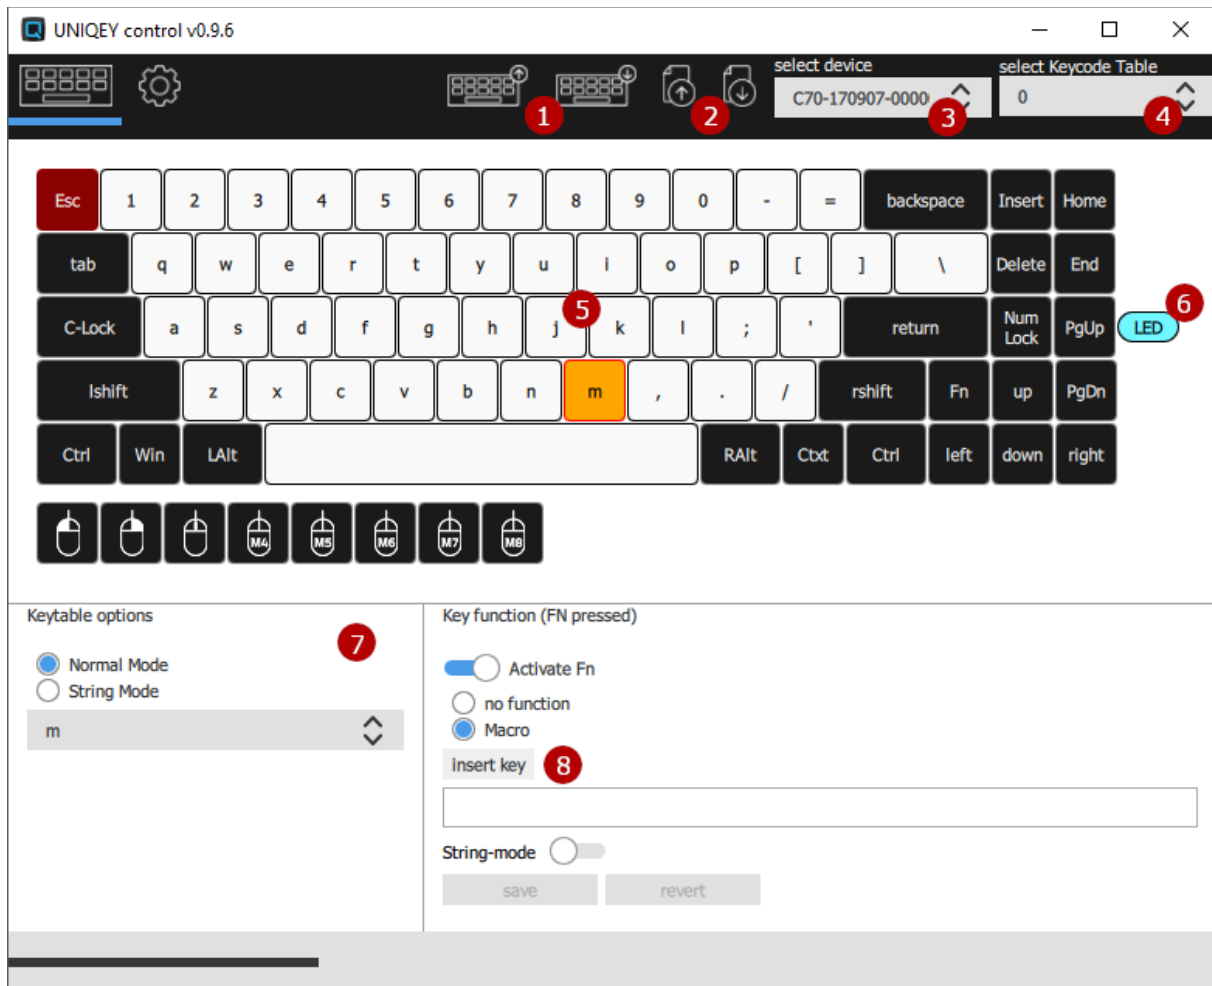 UNIQEY control v0.9.6
select device
select Keycode Table
C70-170907-0000
0
1
2
3
4
Esc 1 2 3 4 5 6 7 8 9 0 - = backspace Insert Home
tab q w e r t y u i o p [ ] \ Delete End
C-Lock a s d f g h j k l ; ' return Num Lock PgUp LED
5
6
lshift z x c v b n m , . / rshift Fn up PgDn
Ctrl Win LAlt RAlt Ctxt Ctrl left down right
M4 M5 M6 M7 M8
Keytable options
7
Normal Mode
String Mode
m
Key function (FN pressed)
Activate Fn
no function
Macro
insert key
8
String-mode
save revert